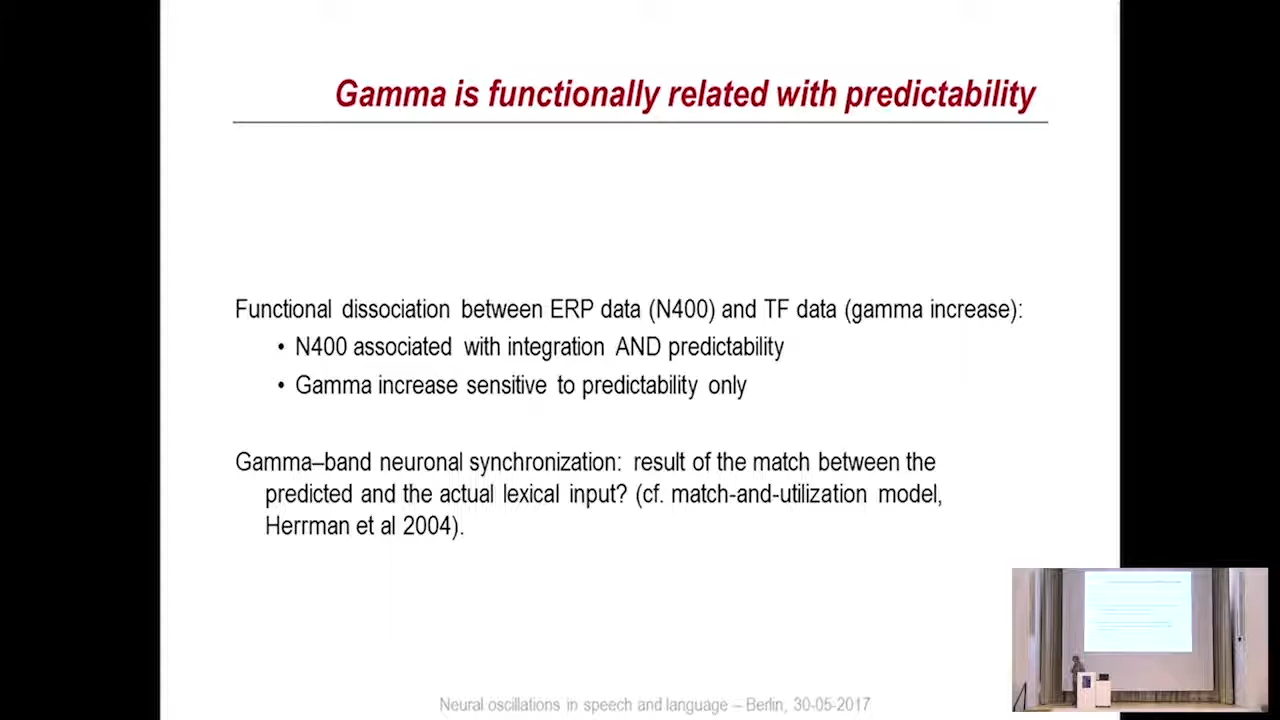 Gamma is functionally related with predictability
Functional dissociation between ERP data (N400) and TF data (gamma increase):
• N400 associated with integration AND predictability
• Gamma increase sensitive to predictability only
Gamma–band neuronal synchronization: result of the match between the
predicted and the actual lexical input? (cf. match-and-utilization model,
Herrman et al 2004).
Neural oscillations in speech and language – Berlin, 30-05-2017